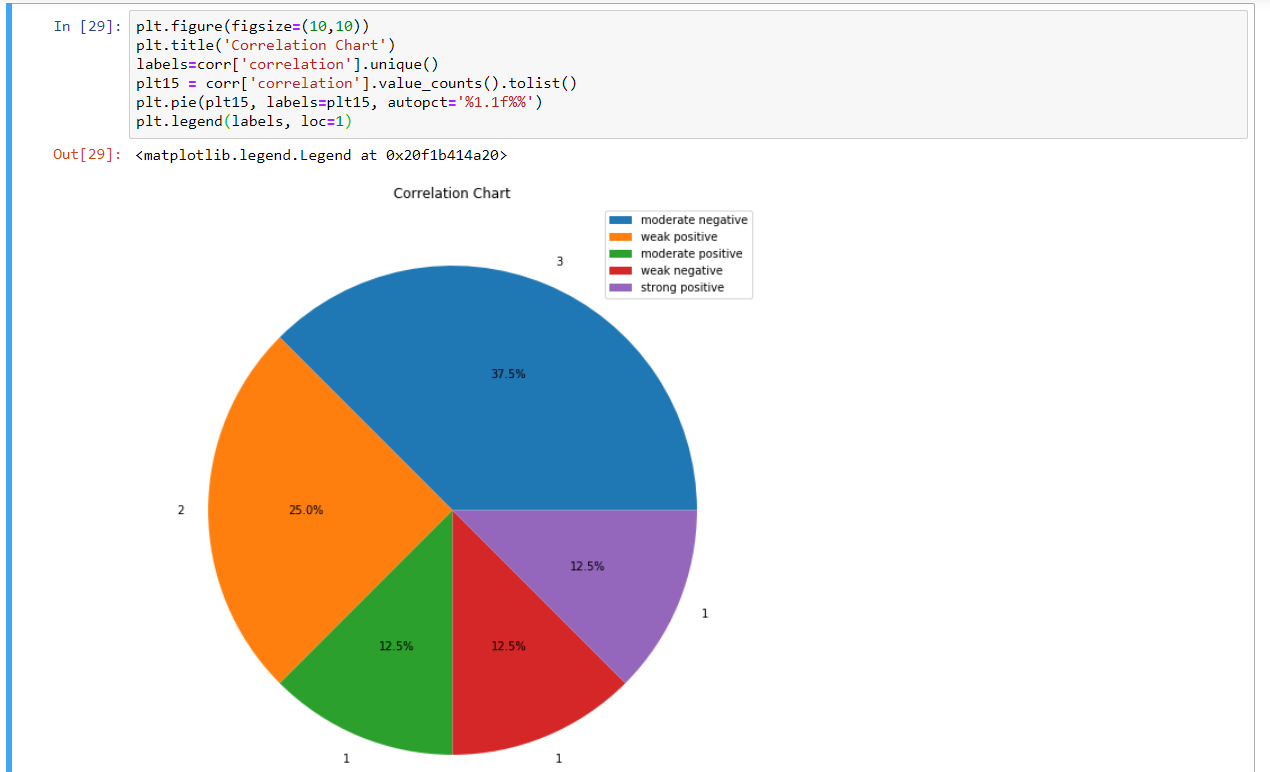 In [29]: plt.figure(figsize=(10,10))
plt.title('Correlation Chart')
labels=corr['correlation'].unique()
plt15 = corr['correlation'].value_counts().tolist()
plt.pie(plt15, labels=plt15, autopct='%1.1f%%')
plt.legend(labels, loc=1)
Out[29]: <matplotlib.legend.Legend at 0x20f1b414a20>
Correlation Chart
moderate negative
weak positive
moderate positive
weak negative
strong positive
3
37.5%
2
25.0%
12.5%
1
12.5%
12.5%
1
1